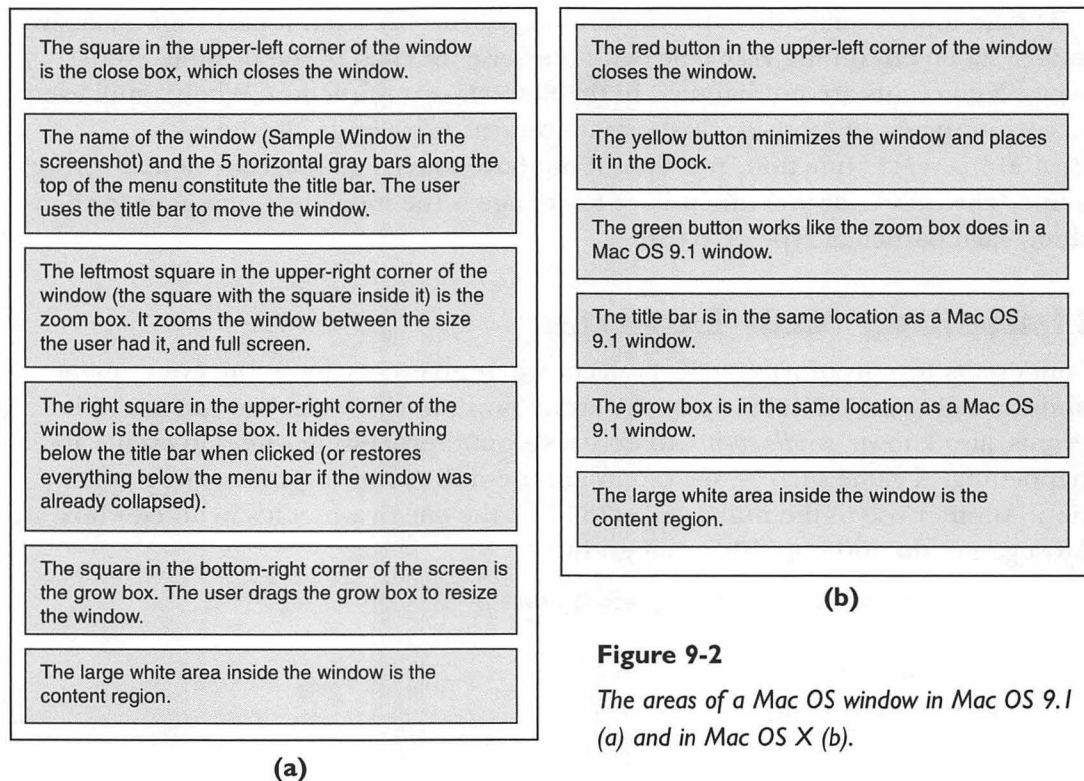 The square in the upper-left corner of the window
is the close box, which closes the window.
The name of the window (Sample Window in the
screenshot) and the 5 horizontal gray bars along the
top of the menu constitute the title bar. The user
uses the title bar to move the window.
The leftmost square in the upper-right corner of the
window (the square with the square inside it) is the
zoom box. It zooms the window between the size
the user had it, and full screen.
The right square in the upper-right corner of the
window is the collapse box. It hides everything
below the title bar when clicked (or restores
everything below the menu bar if the window was
already collapsed).
The square in the bottom-right corner of the screen is
the grow box. The user drags the grow box to resize
the window.
The large white area inside the window is the
content region.
(a)
The red button in the upper-left corner of the window
closes the window.
The yellow button minimizes the window and places
it in the Dock.
The green button works like the zoom box does in a
Mac OS 9.1 window.
The title bar is in the same location as a Mac OS
9.1 window.
The grow box is in the same location as a Mac OS
9.1 window.
The large white area inside the window is the
content region.
(b)
Figure 9-2
The areas of a Mac OS window in Mac OS 9.1
(a) and in Mac OS X (b).